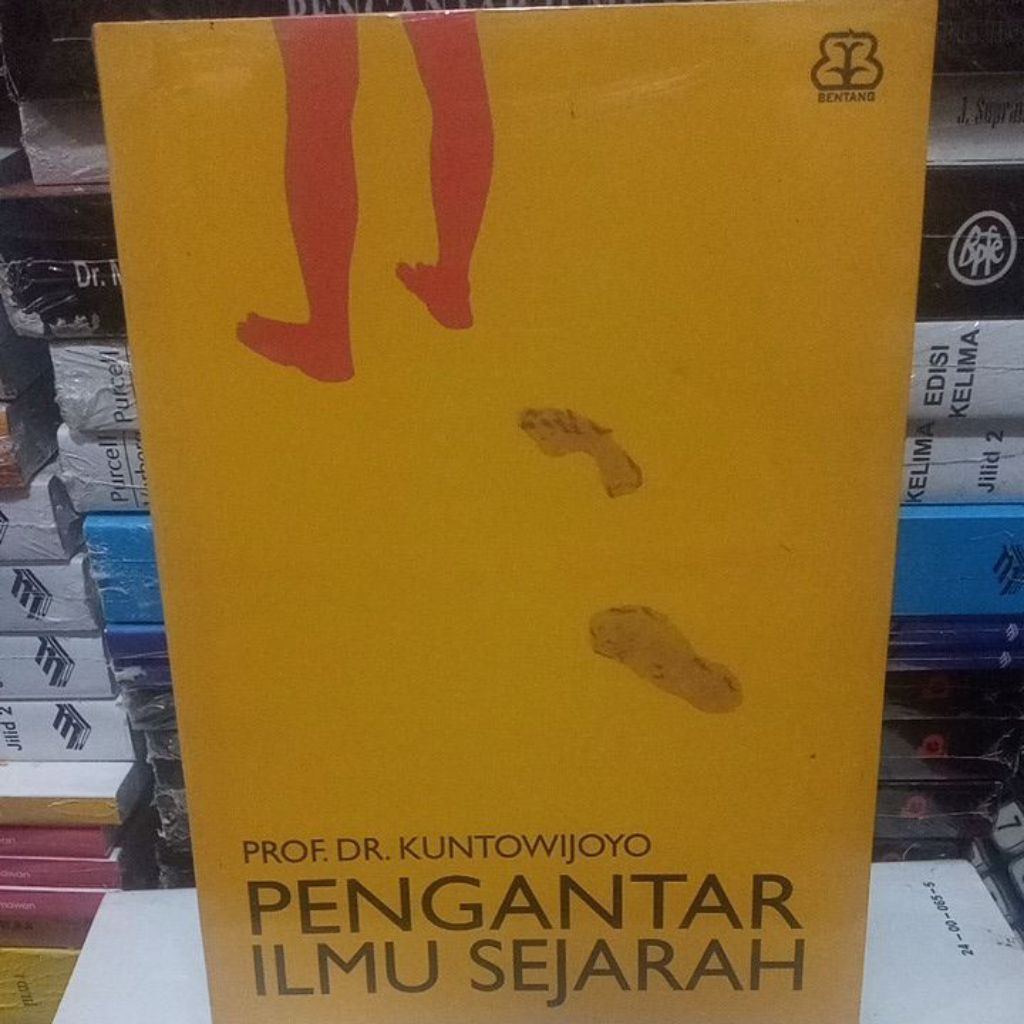 BENTANG
J. Supra
Dr. N
Bpfe
Purcell
Purcell
EDISI
KELIMA
KELIMA
Jilid 2
Jilid 2
24-00-065-5
PROF. DR. KUNTOWIJOYO
PENGANTAR
ILMU SEJARAH